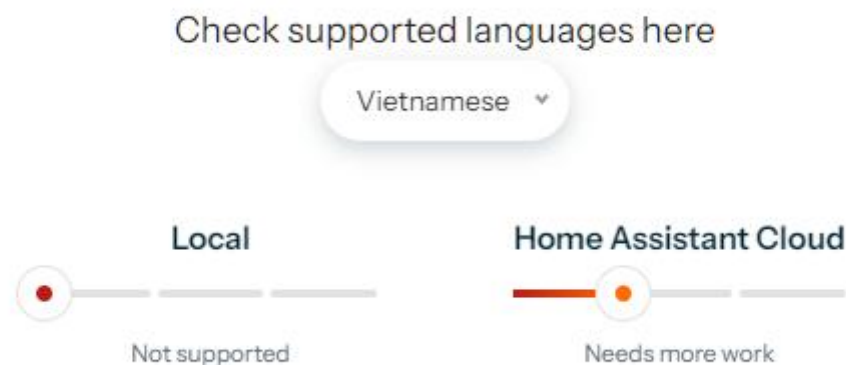 Check supported languages here
Vietnamese
Local
Home Assistant Cloud
Not supported
Needs more work